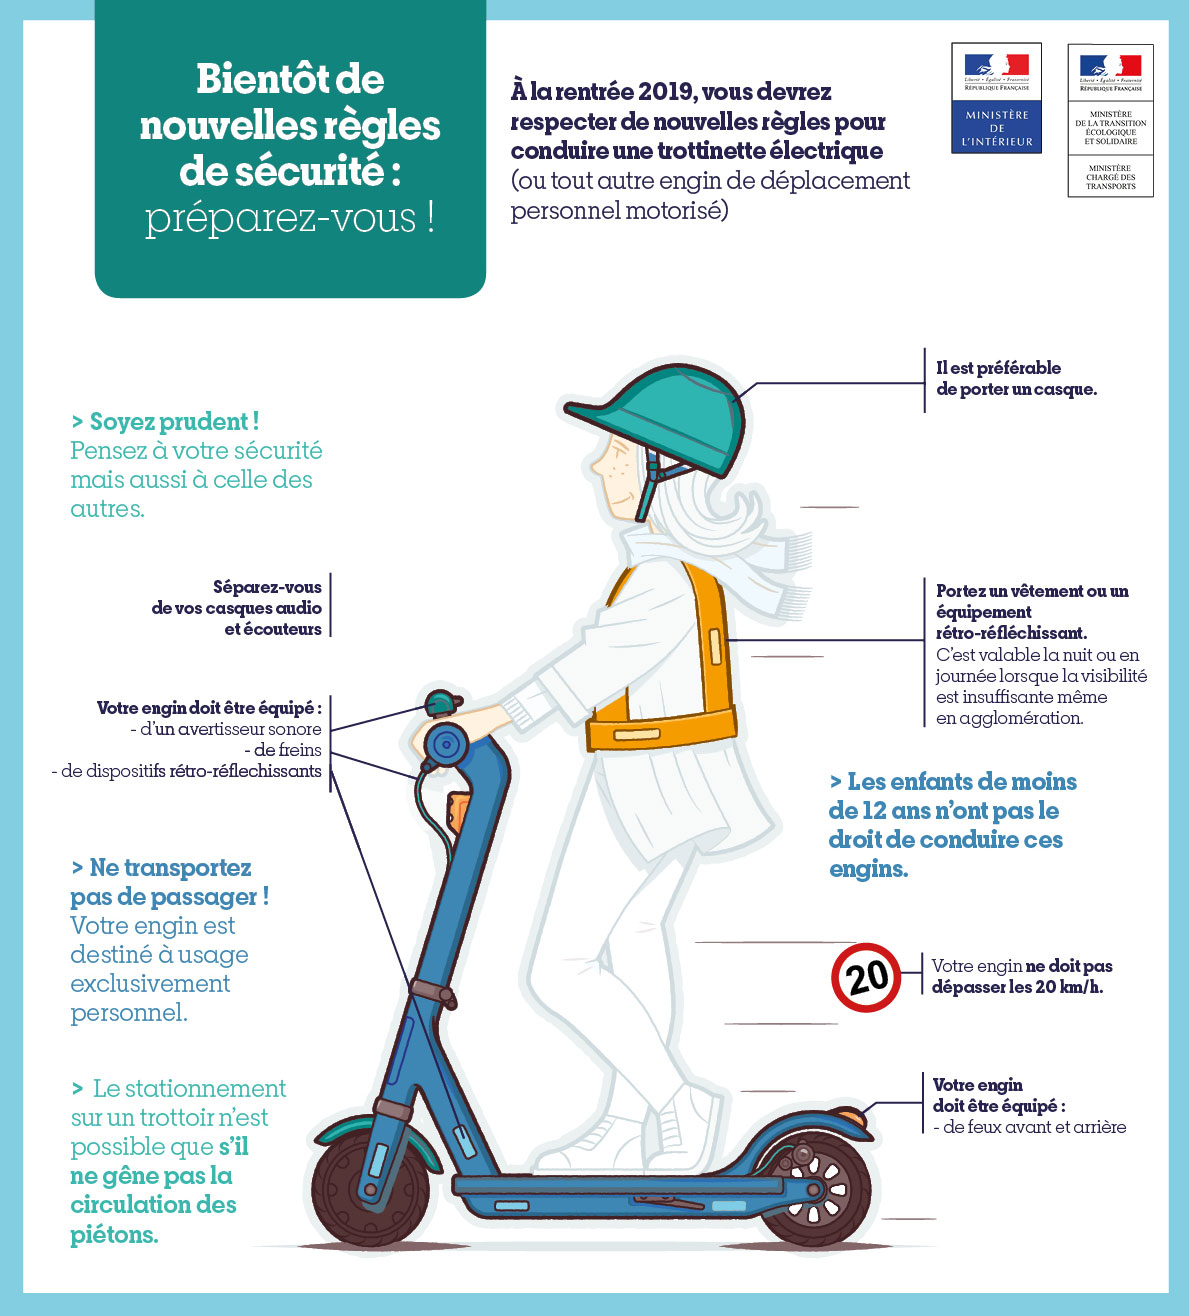 Bientôt de
nouvelles règles
de sécurité :
préparez-vous !
À la rentrée 2019, vous devrez
respecter de nouvelles règles pour
conduire une trottinette électrique
(ou tout autre engin de déplacement
personnel motorisé)
Liberté • Égalité • Fraternité
RÉPUBLIQUE FRANÇAISE
MINISTÈRE
DE
L'INTÉRIEUR
Liberté • Égalité • Fraternité
RÉPUBLIQUE FRANÇAISE
MINISTÈRE
DE LA TRANSITION
ÉCOLOGIQUE
ET SOLIDAIRE
MINISTÈRE
CHARGÉ DES
TRANSPORTS
Il est préférable
de porter un casque.
> Soyez prudent !
Pensez à votre sécurité
mais aussi à celle des
autres.
Séparez-vous
de vos casques audio
et écouteurs
Portez un vêtement ou un
équipement
rétro-réfléchissant.
C'est valable la nuit ou en
journée lorsque la visibilité
est insuffisante même
en agglomération.
Votre engin doit être équipé :
- d'un avertisseur sonore
- de freins
- de dispositifs rétro-réflechissants
> Les enfants de moins
de 12 ans n'ont pas le
droit de conduire ces
engins.
> Ne transportez
pas de passager !
Votre engin est
destiné à usage
exclusivement
personnel.
20
Votre engin ne doit pas
dépasser les 20 km/h.
> Le stationnement
sur un trottoir n'est
possible que s'il
ne gêne pas la
circulation des
piétons.
Votre engin
doit être équipé :
- de feux avant et arrière